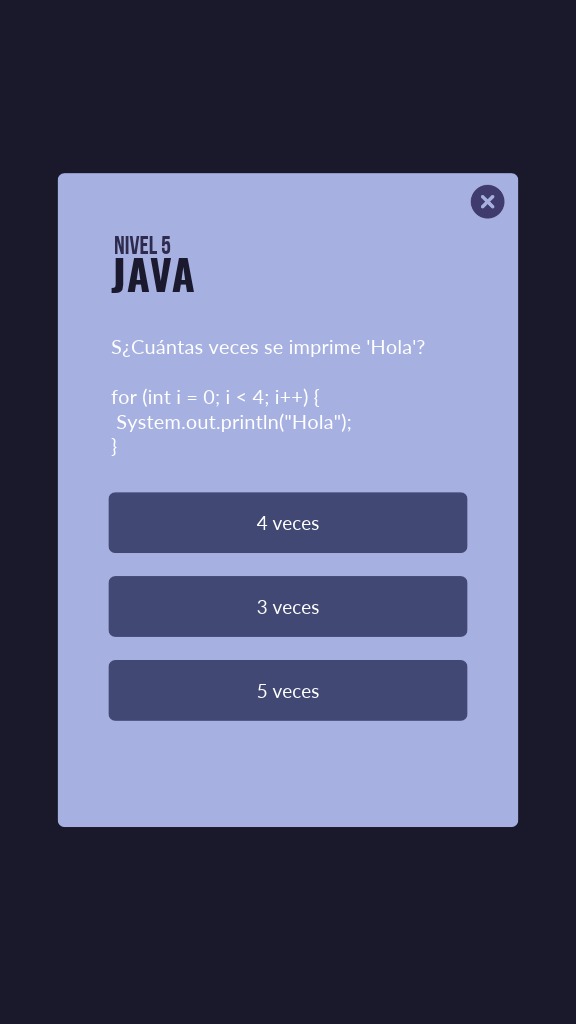 NIVEL 5
JAVA
S¿Cuántas veces se imprime 'Hola'?
for (int i = 0; i < 4; i++) {
System.out.println("Hola");
}
4 veces
3 veces
5 veces